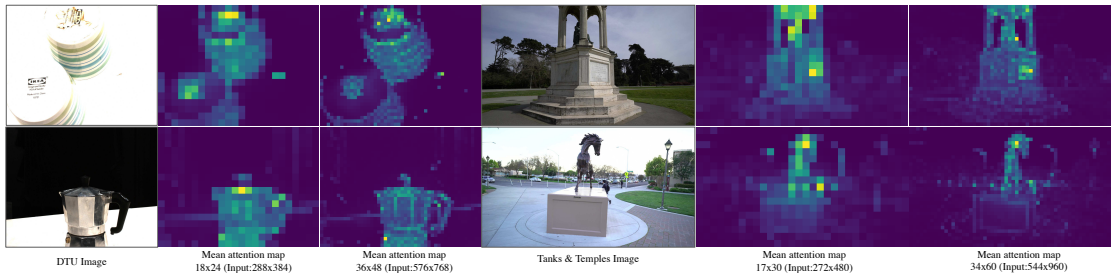 IKEA
DTU Image
Mean attention map
18x24 (Input:288x384)
Mean attention map
36x48 (Input:576x768)
Tanks & Temples Image
Mean attention map
17x30 (Input:272x480)
Mean attention map
34x60 (Input:544x960)